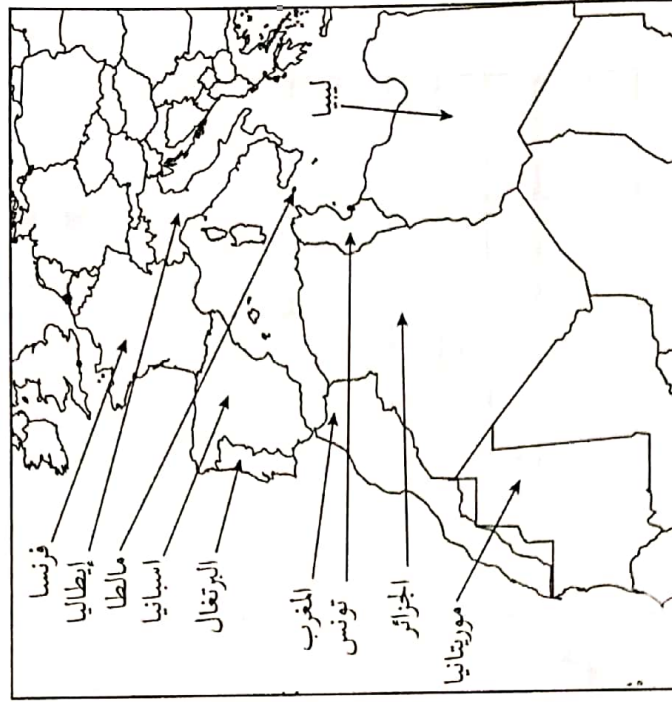 فرنسا
إيطاليا
مالطا
اسبانيا
البرتغال
المغرب
تونس
الجزائر
موريتانيا
ليبيا